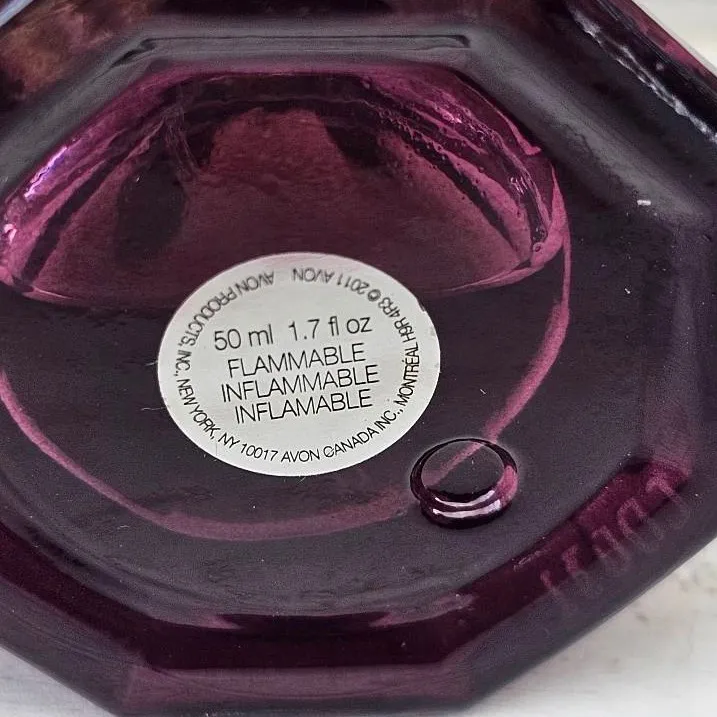 50 ml 1.7 fl oz
FLAMMABLE
INFLAMMABLE
INFLAMABLE
AVON PRODUCTS, INC., NEW YORK, NY 10017 AVON CANADA INC., MONTRÉAL H9R 4R3 © 2011 AVON